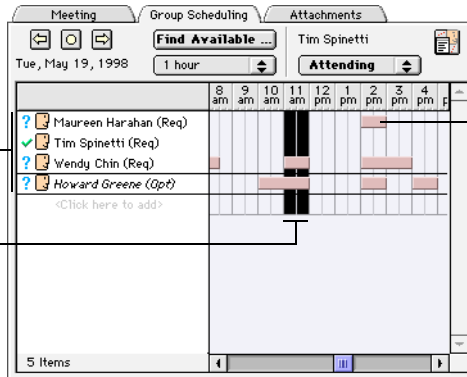 Meeting
Group Scheduling
Attachments
Find Available ...
Tim Spinetti
Tue, May 19, 1998
1 hour
Attending
8 9 10 11 12 1 2 3 4
am am am am pm pm pm pm pm p
? Maureen Harahan (Req)
Tim Spinetti (Req)
? Wendy Chin (Req)
? Howard Greene (Opt)
<Click here to add>
5 Items